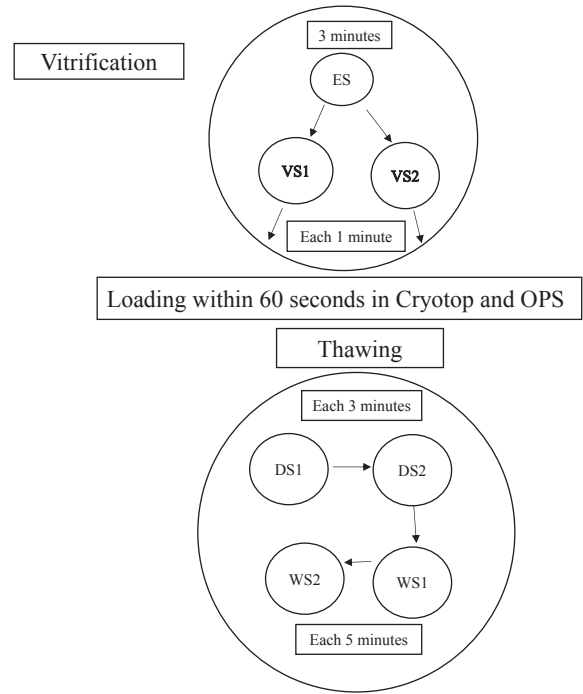 3 minutes
Vitrification
ES
VS1
VS2
Each 1 minute
Loading within 60 seconds in Cryotop and OPS
Thawing
Each 3 minutes
DS1
DS2
WS2
WS1
Each 5 minutes